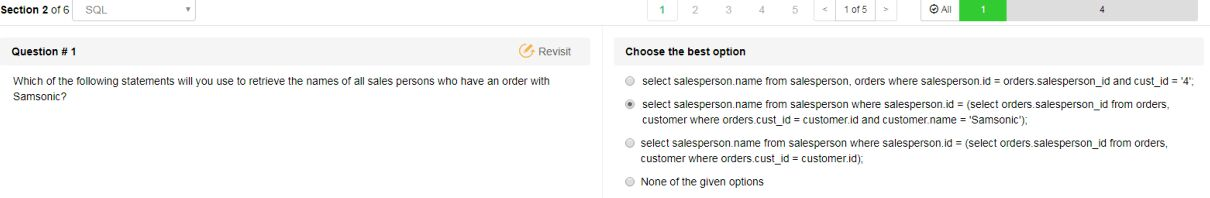 Section 2 of 6 SQL
1 2 3 4 5 < 1 of 5 > All 1 4
Question # 1
Revisit
Which of the following statements will you use to retrieve the names of all sales persons who have an order with
Samsonic?
Choose the best option
select salesperson.name from salesperson, orders where salesperson.id = orders.salesperson_id and cust_id = '4';
select salesperson.name from salesperson where salesperson.id = (select orders.salesperson_id from orders,
customer where orders.cust_id = customer.id and customer.name = 'Samsonic');
select salesperson.name from salesperson where salesperson.id = (select orders.salesperson_id from orders,
customer where orders.cust_id = customer.id);
None of the given options